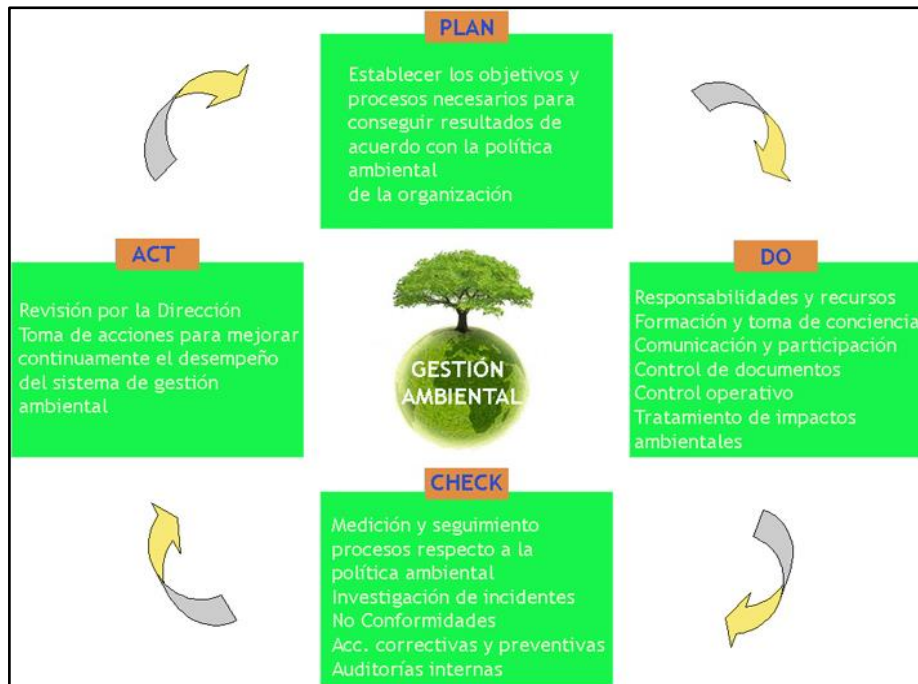 PLAN
Establecer los objetivos y
procesos necesarios para
conseguir resultados de
acuerdo con la política
ambiental
de la organización
ACT
Revisión por la Dirección
Toma de acciones para mejorar
continuamente el desempeño
del sistema de gestión
ambiental
GESTIÓN
AMBIENTAL
DO
Responsabilidades y recursos
Formación y toma de conciencia
Comunicación y participación
Control de documentos
Control operativo
Tratamiento de impactos
ambientales
CHECK
Medición y seguimiento
procesos respecto a la
política ambiental
Investigación de incidentes
No Conformidades
Acc. correctivas y preventivas
Auditorías internas